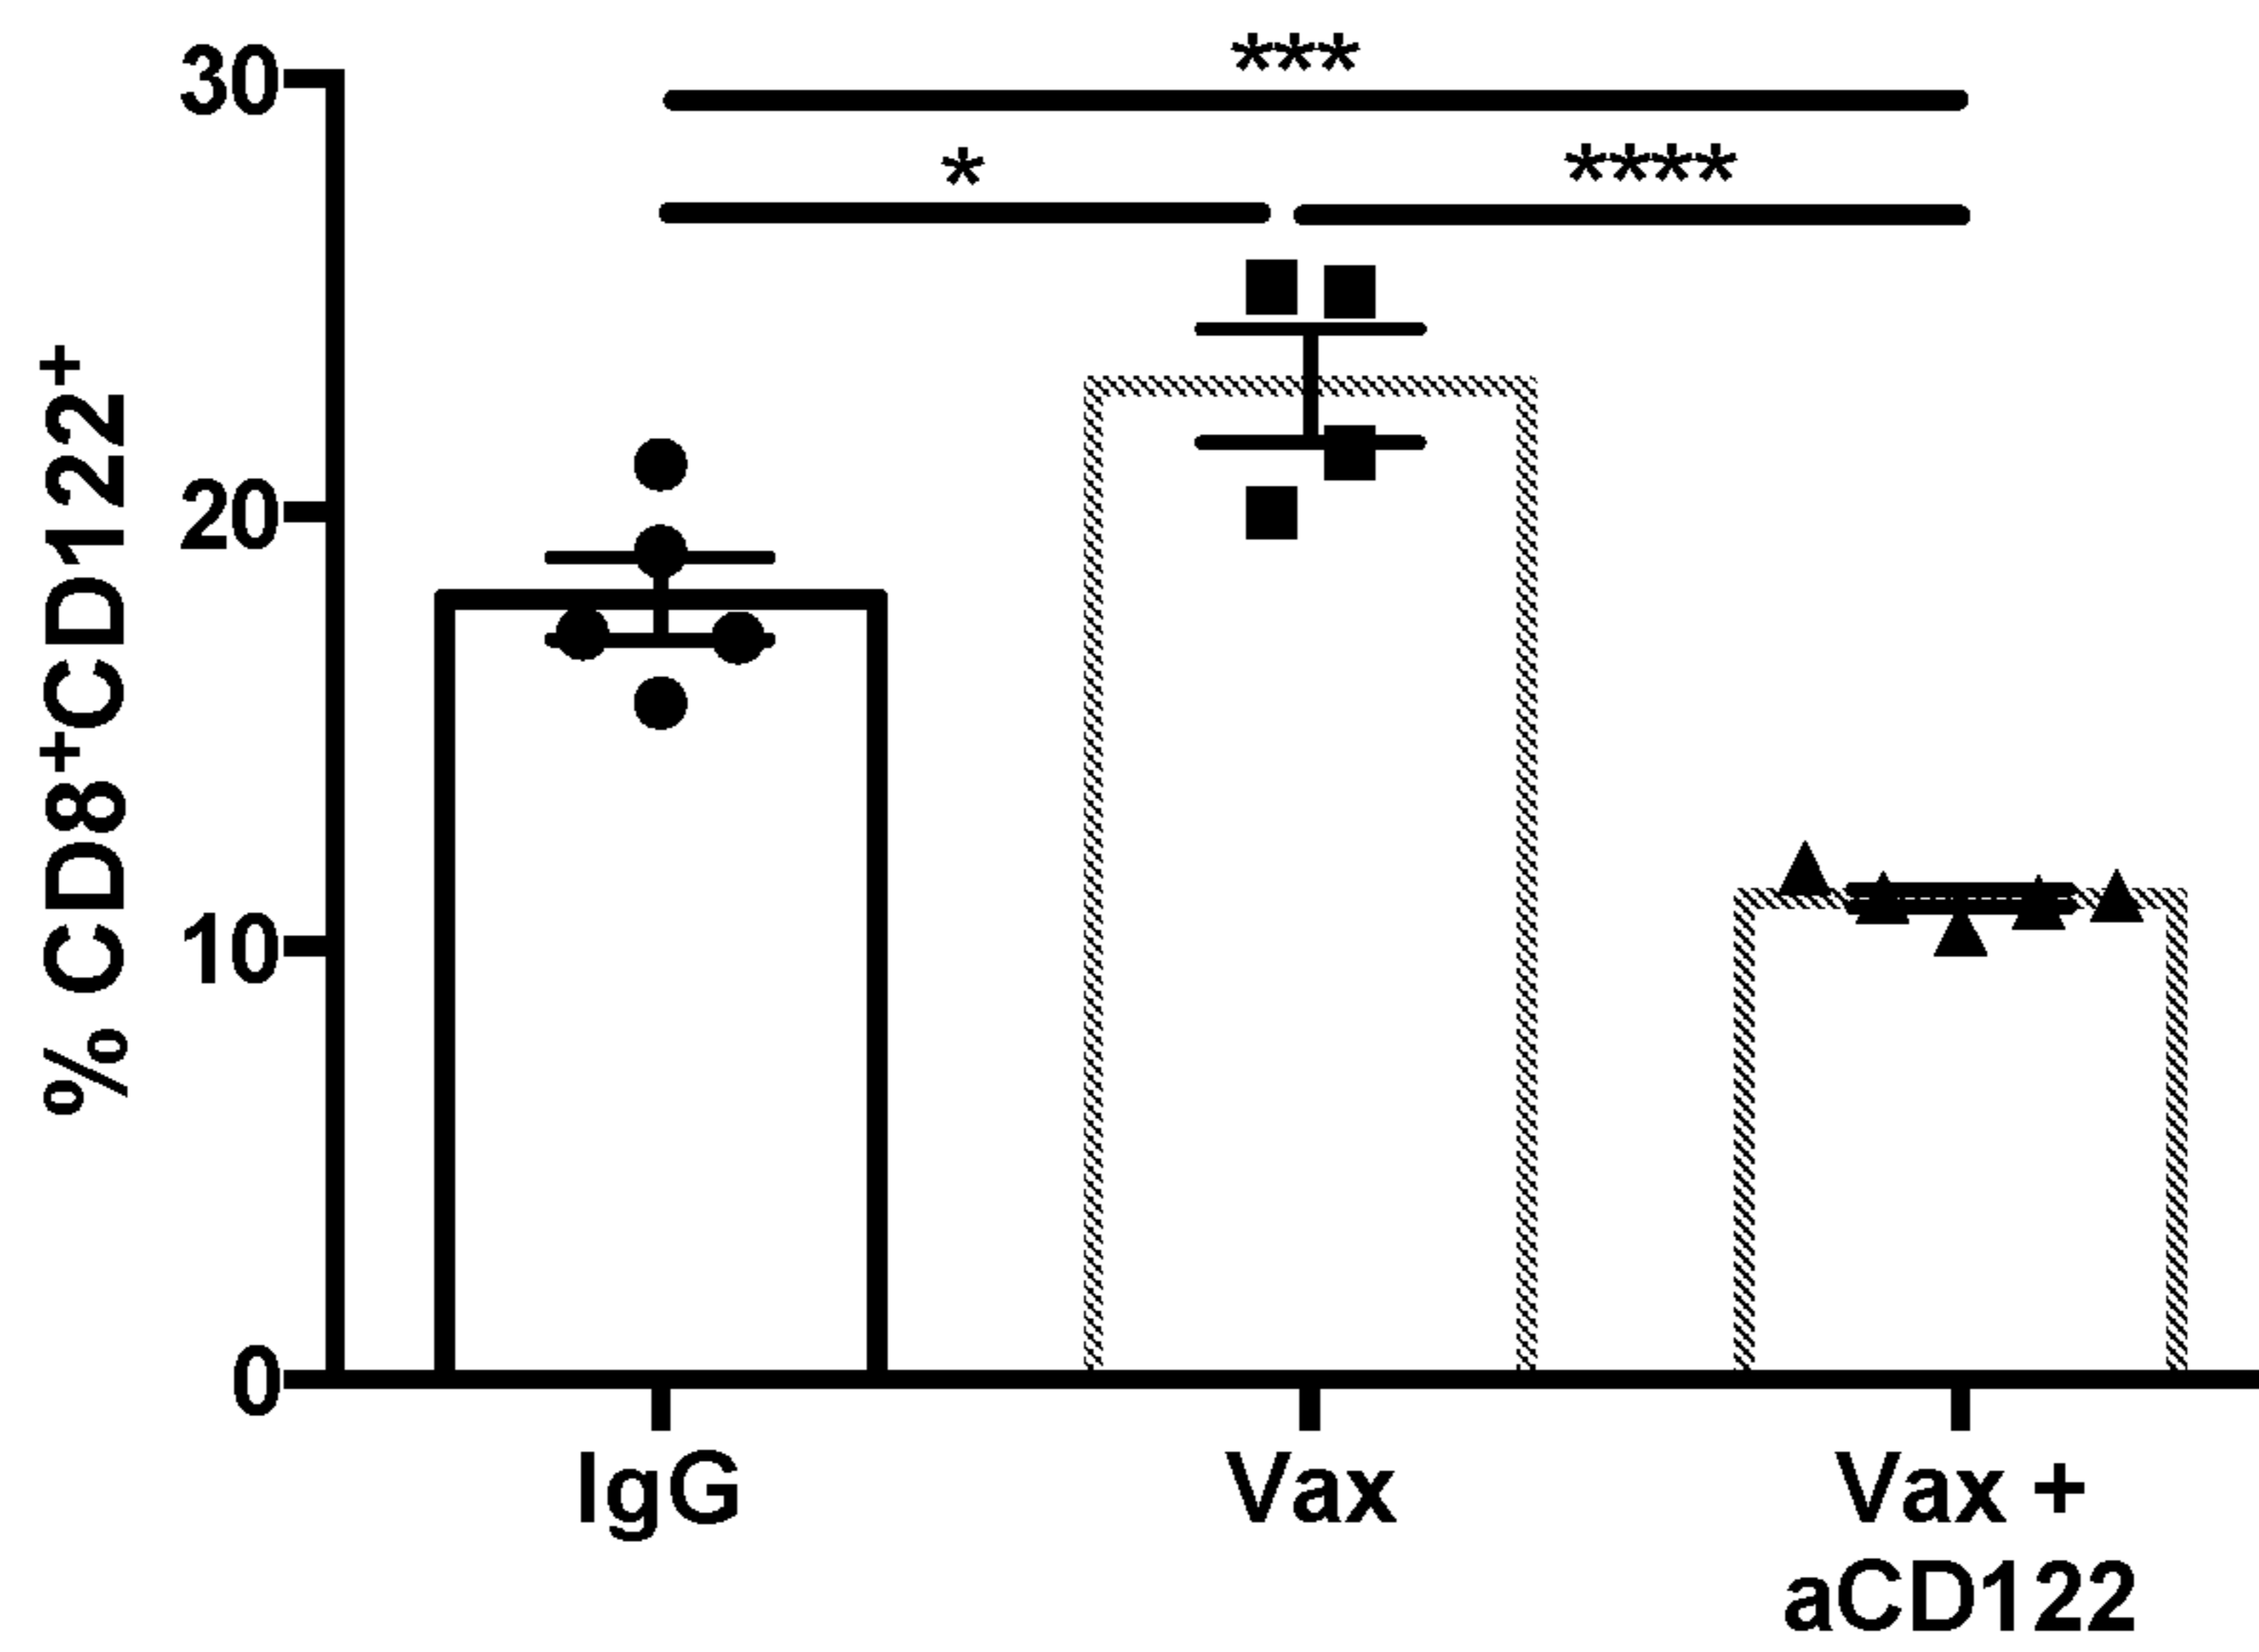 % CD8⁺CD122⁺
30
20
10
0
***
*
****
IgG
Vax
Vax +
aCD122